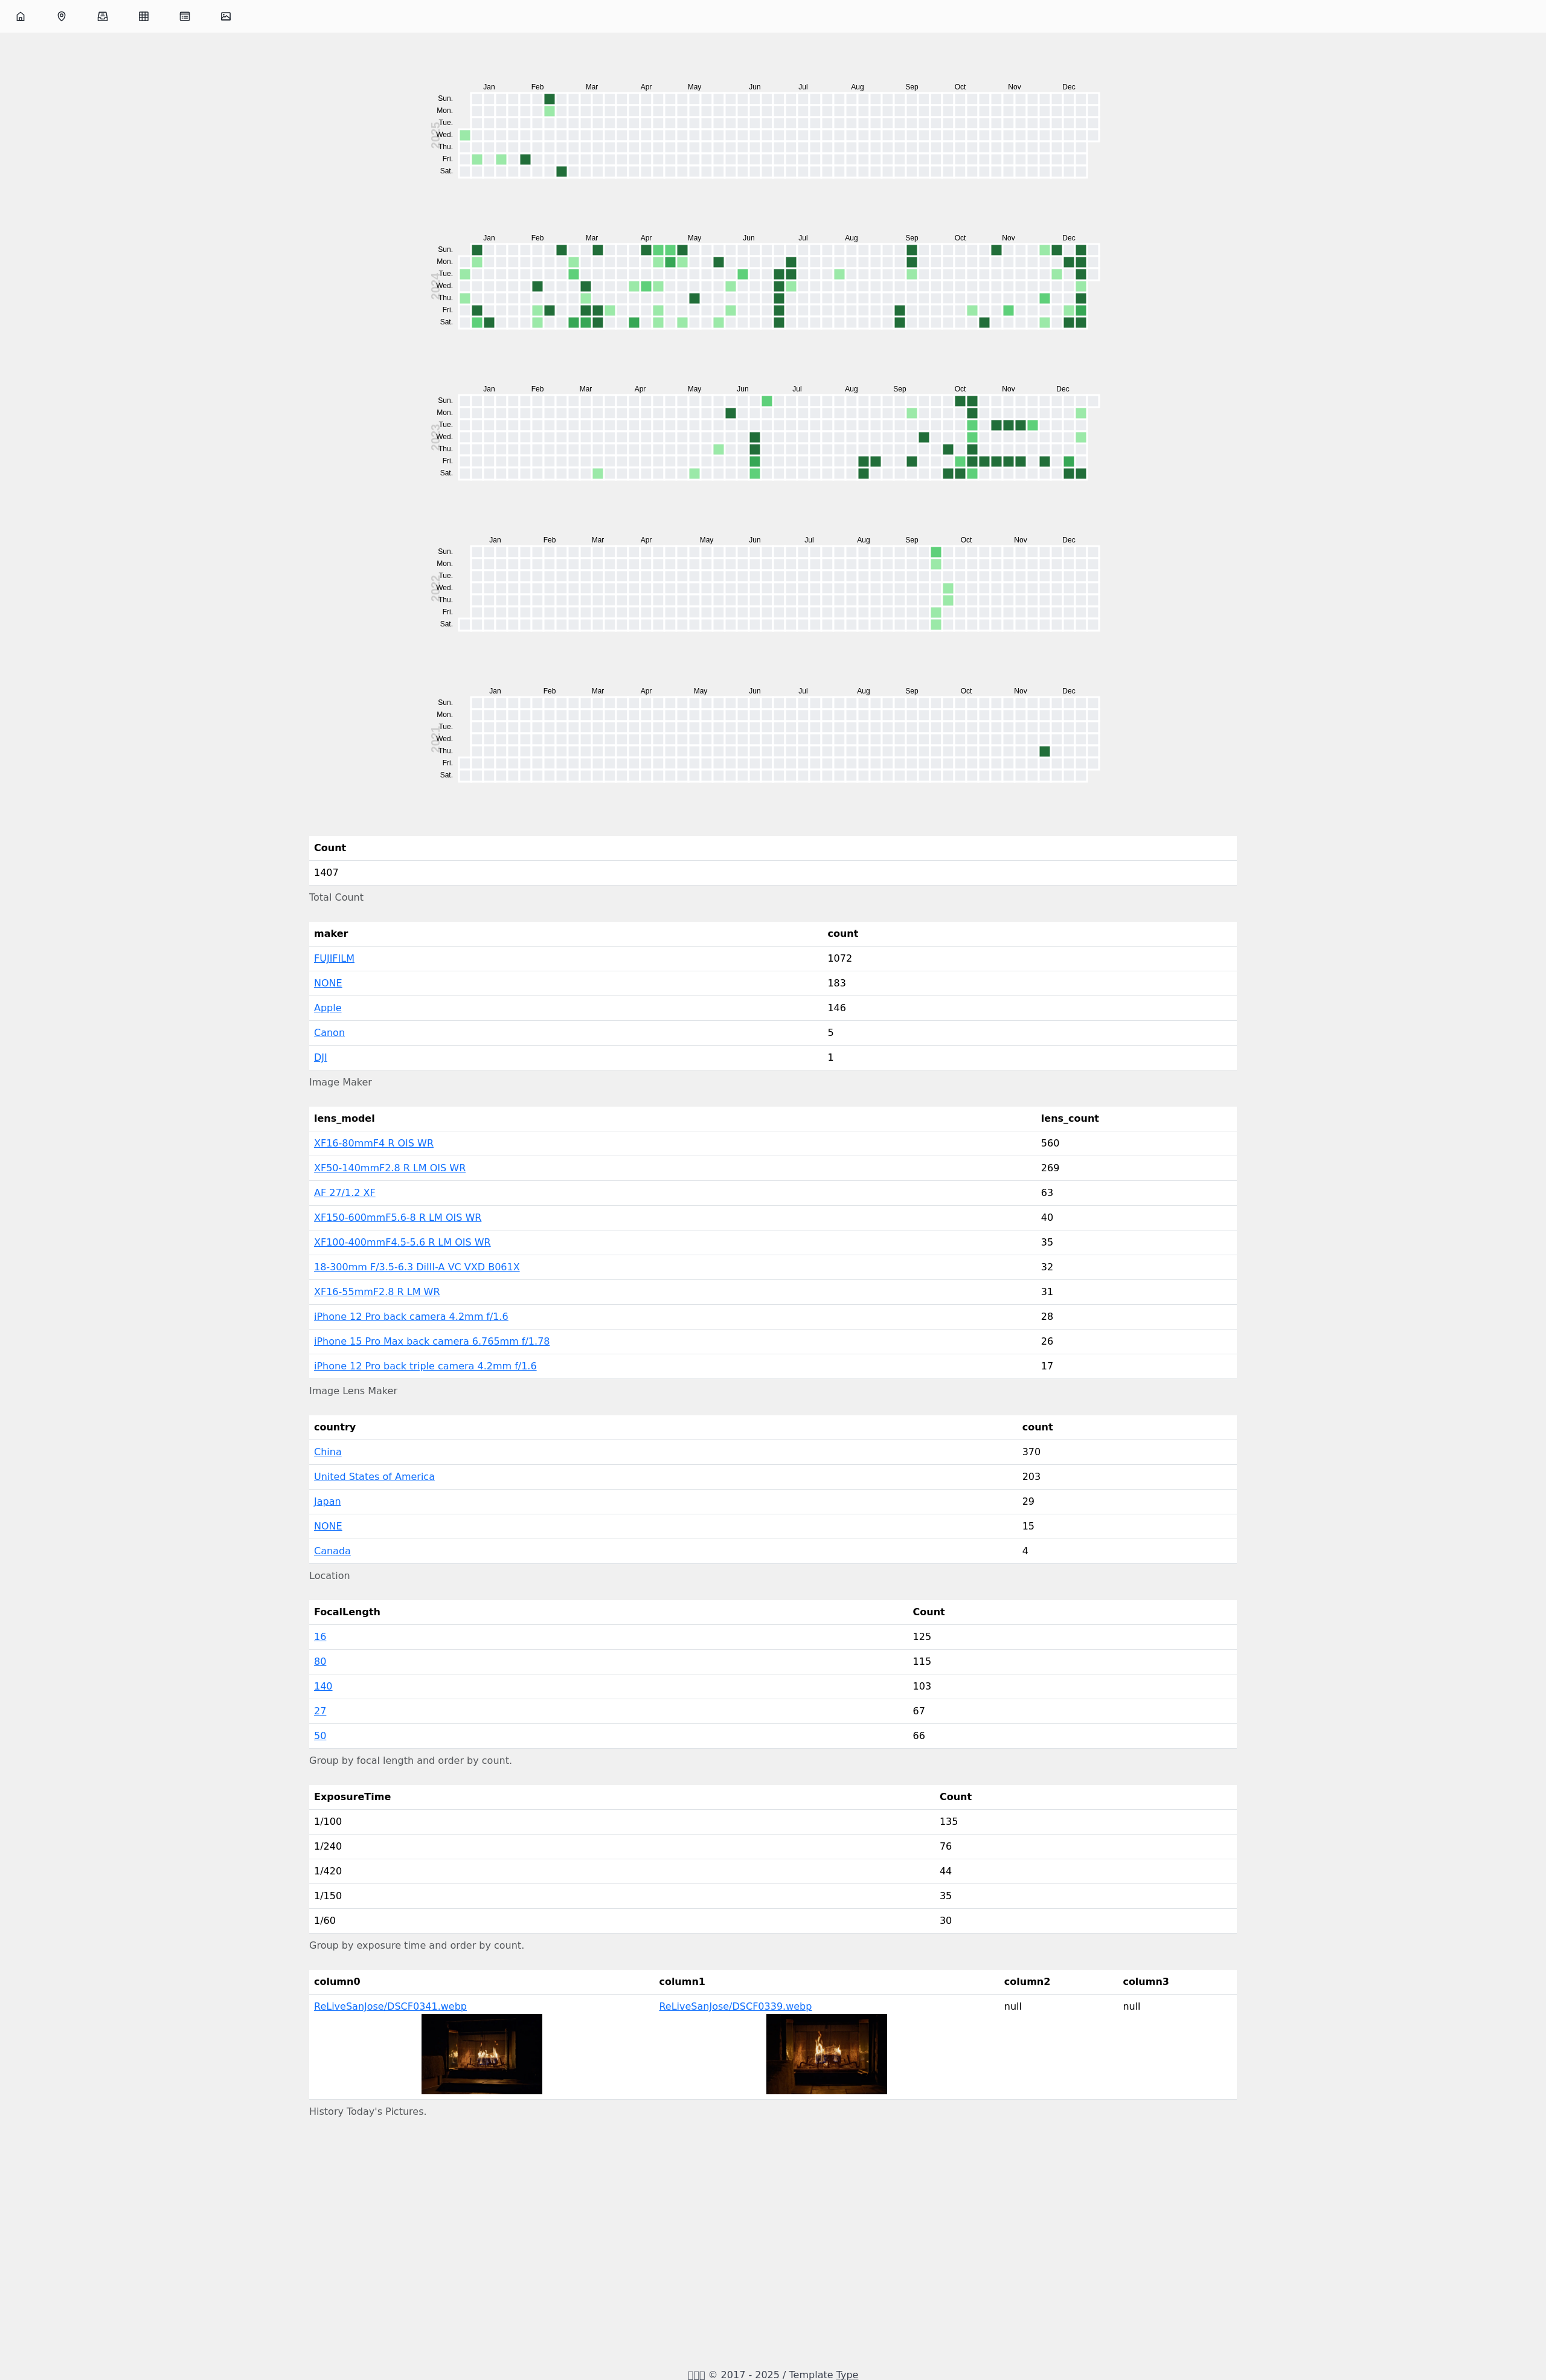 Jan Feb Mar Apr May Jun Jul Aug Sep Oct Nov Dec
2025
Sun.
Mon.
Tue.
Wed.
Thu.
Fri.
Sat.
Jan Feb Mar Apr May Jun Jul Aug Sep Oct Nov Dec
2024
Sun.
Mon.
Tue.
Wed.
Thu.
Fri.
Sat.
Jan Feb Mar Apr May Jun Jul Aug Sep Oct Nov Dec
2023
Sun.
Mon.
Tue.
Wed.
Thu.
Fri.
Sat.
Jan Feb Mar Apr May Jun Jul Aug Sep Oct Nov Dec
2022
Sun.
Mon.
Tue.
Wed.
Thu.
Fri.
Sat.
Jan Feb Mar Apr May Jun Jul Aug Sep Oct Nov Dec
2021
Sun.
Mon.
Tue.
Wed.
Thu.
Fri.
Sat.
Count
1407
Total Count
maker count
FUJIFILM 1072
NONE 183
Apple 146
Canon 5
DJI 1
Image Maker
lens_model lens_count
XF16-80mmF4 R OIS WR 560
XF50-140mmF2.8 R LM OIS WR 269
AF 27/1.2 XF 63
XF150-600mmF5.6-8 R LM OIS WR 40
XF100-400mmF4.5-5.6 R LM OIS WR 35
18-300mm F/3.5-6.3 DiIII-A VC VXD B061X 32
XF16-55mmF2.8 R LM WR 31
iPhone 12 Pro back camera 4.2mm f/1.6 28
iPhone 15 Pro Max back camera 6.765mm f/1.78 26
iPhone 12 Pro back triple camera 4.2mm f/1.6 17
Image Lens Maker
country count
China 370
United States of America 203
Japan 29
NONE 15
Canada 4
Location
FocalLength Count
16 125
80 115
140 103
27 67
50 66
Group by focal length and order by count.
ExposureTime Count
1/100 135
1/240 76
1/420 44
1/150 35
1/60 30
Group by exposure time and order by count.
column0 column1 column2 column3
ReLiveSanJose/DSCF0341.webp ReLiveSanJose/DSCF0339.webp null null
History Today's Pictures.
© 2017 - 2025 / Template Type